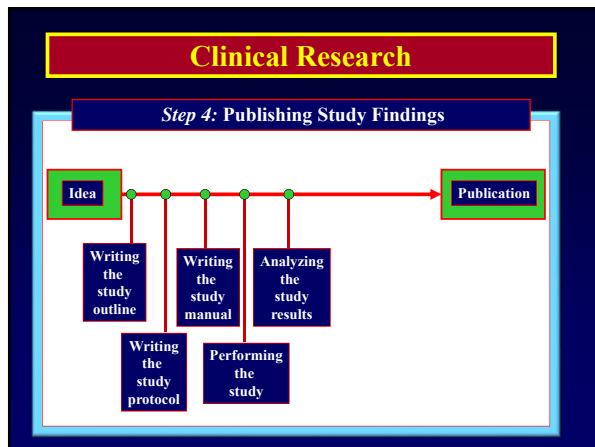 Clinical Research
Step 4: Publishing Study Findings
Idea
Publication
Writing
the
study
outline
Writing
the
study
manual
Analyzing
the
study
results
Writing
the
study
protocol
Performing
the
study